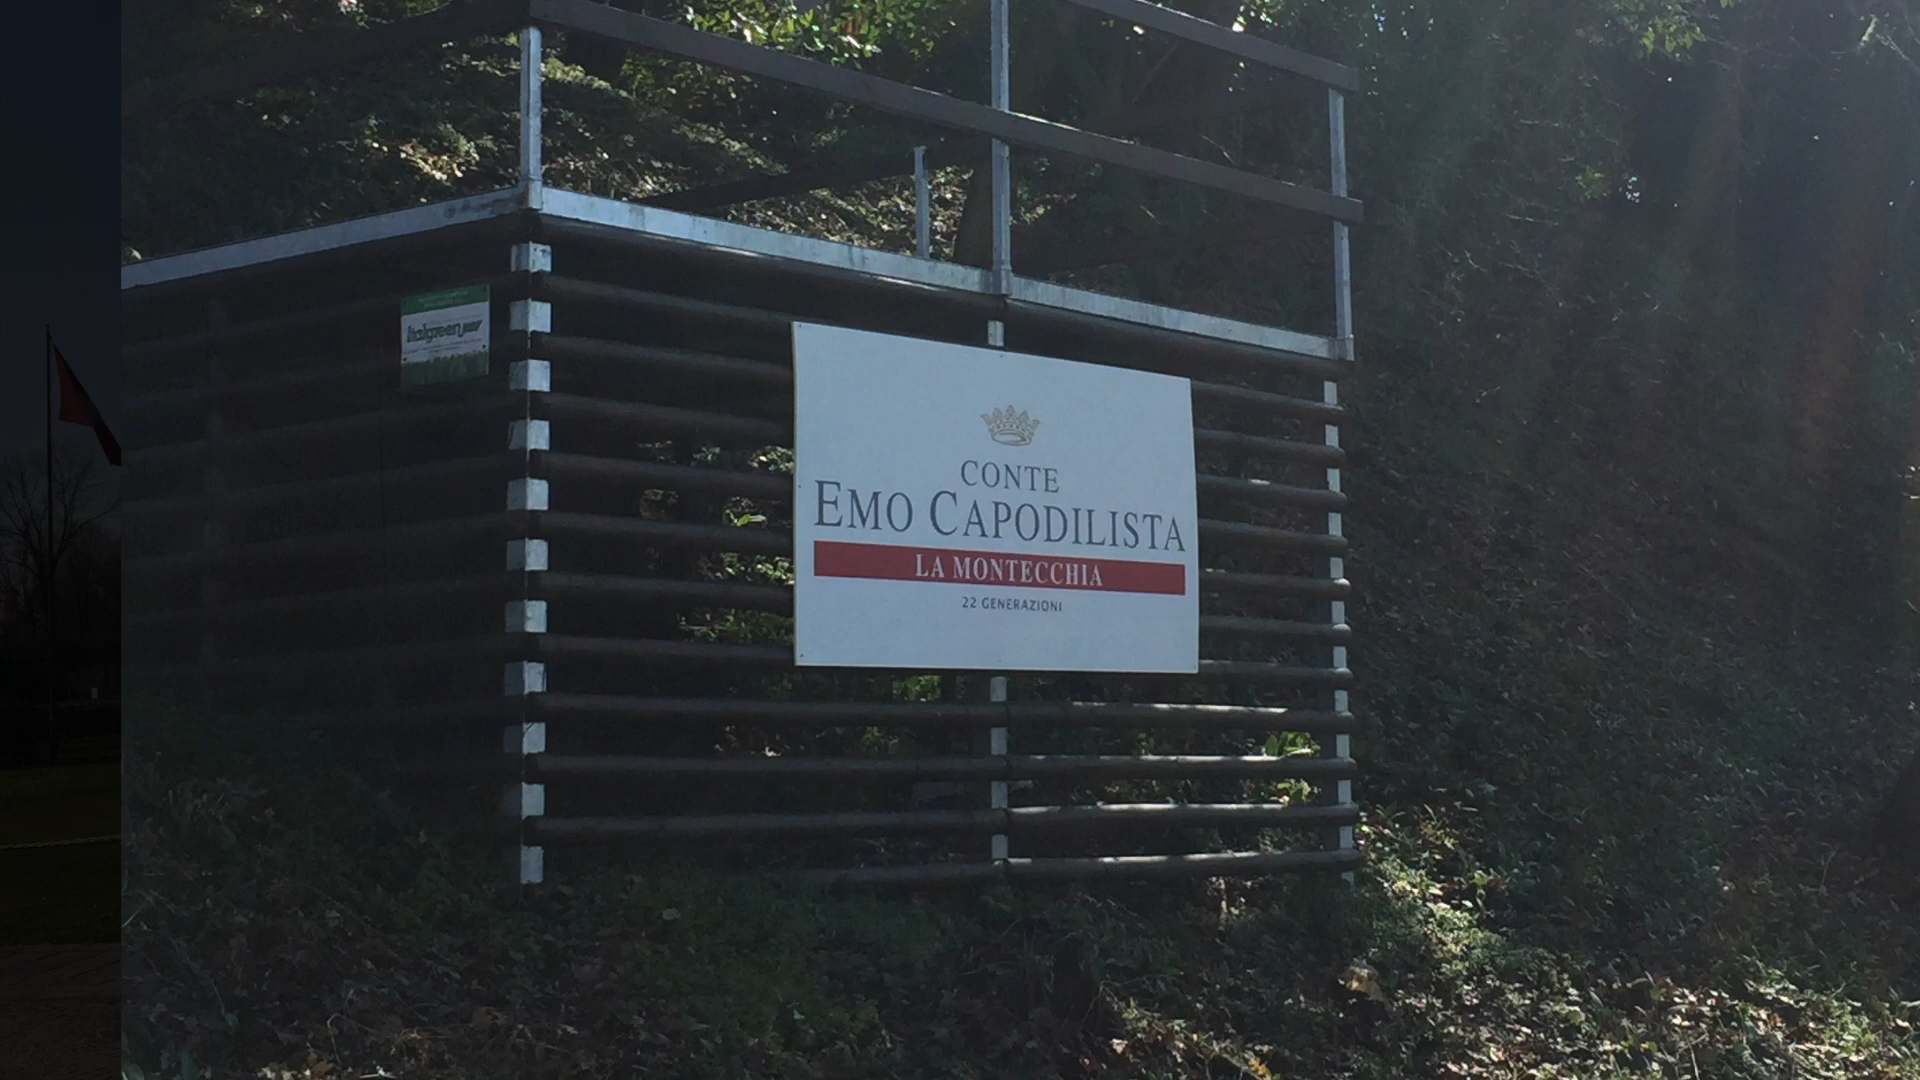 Italgreen
CONTE
EMO CAPODILISTA
LA MONTECCHIA
22 GENERAZIONI